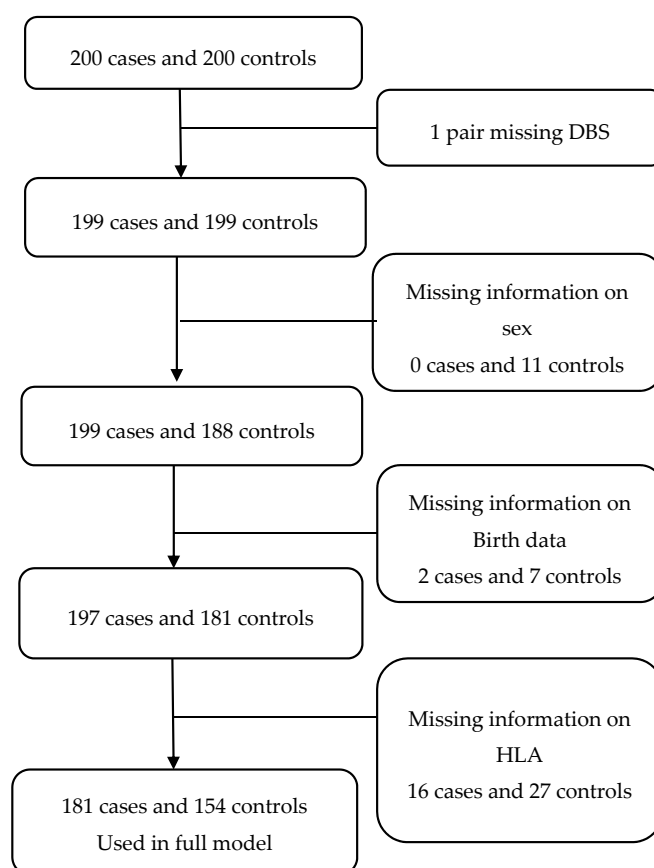 200 cases and 200 controls
1 pair missing DBS
199 cases and 199 controls
Missing information on
sex
0 cases and 11 controls
199 cases and 188 controls
Missing information on
Birth data
2 cases and 7 controls
197 cases and 181 controls
Missing information on
HLA
16 cases and 27 controls
181 cases and 154 controls
Used in full model